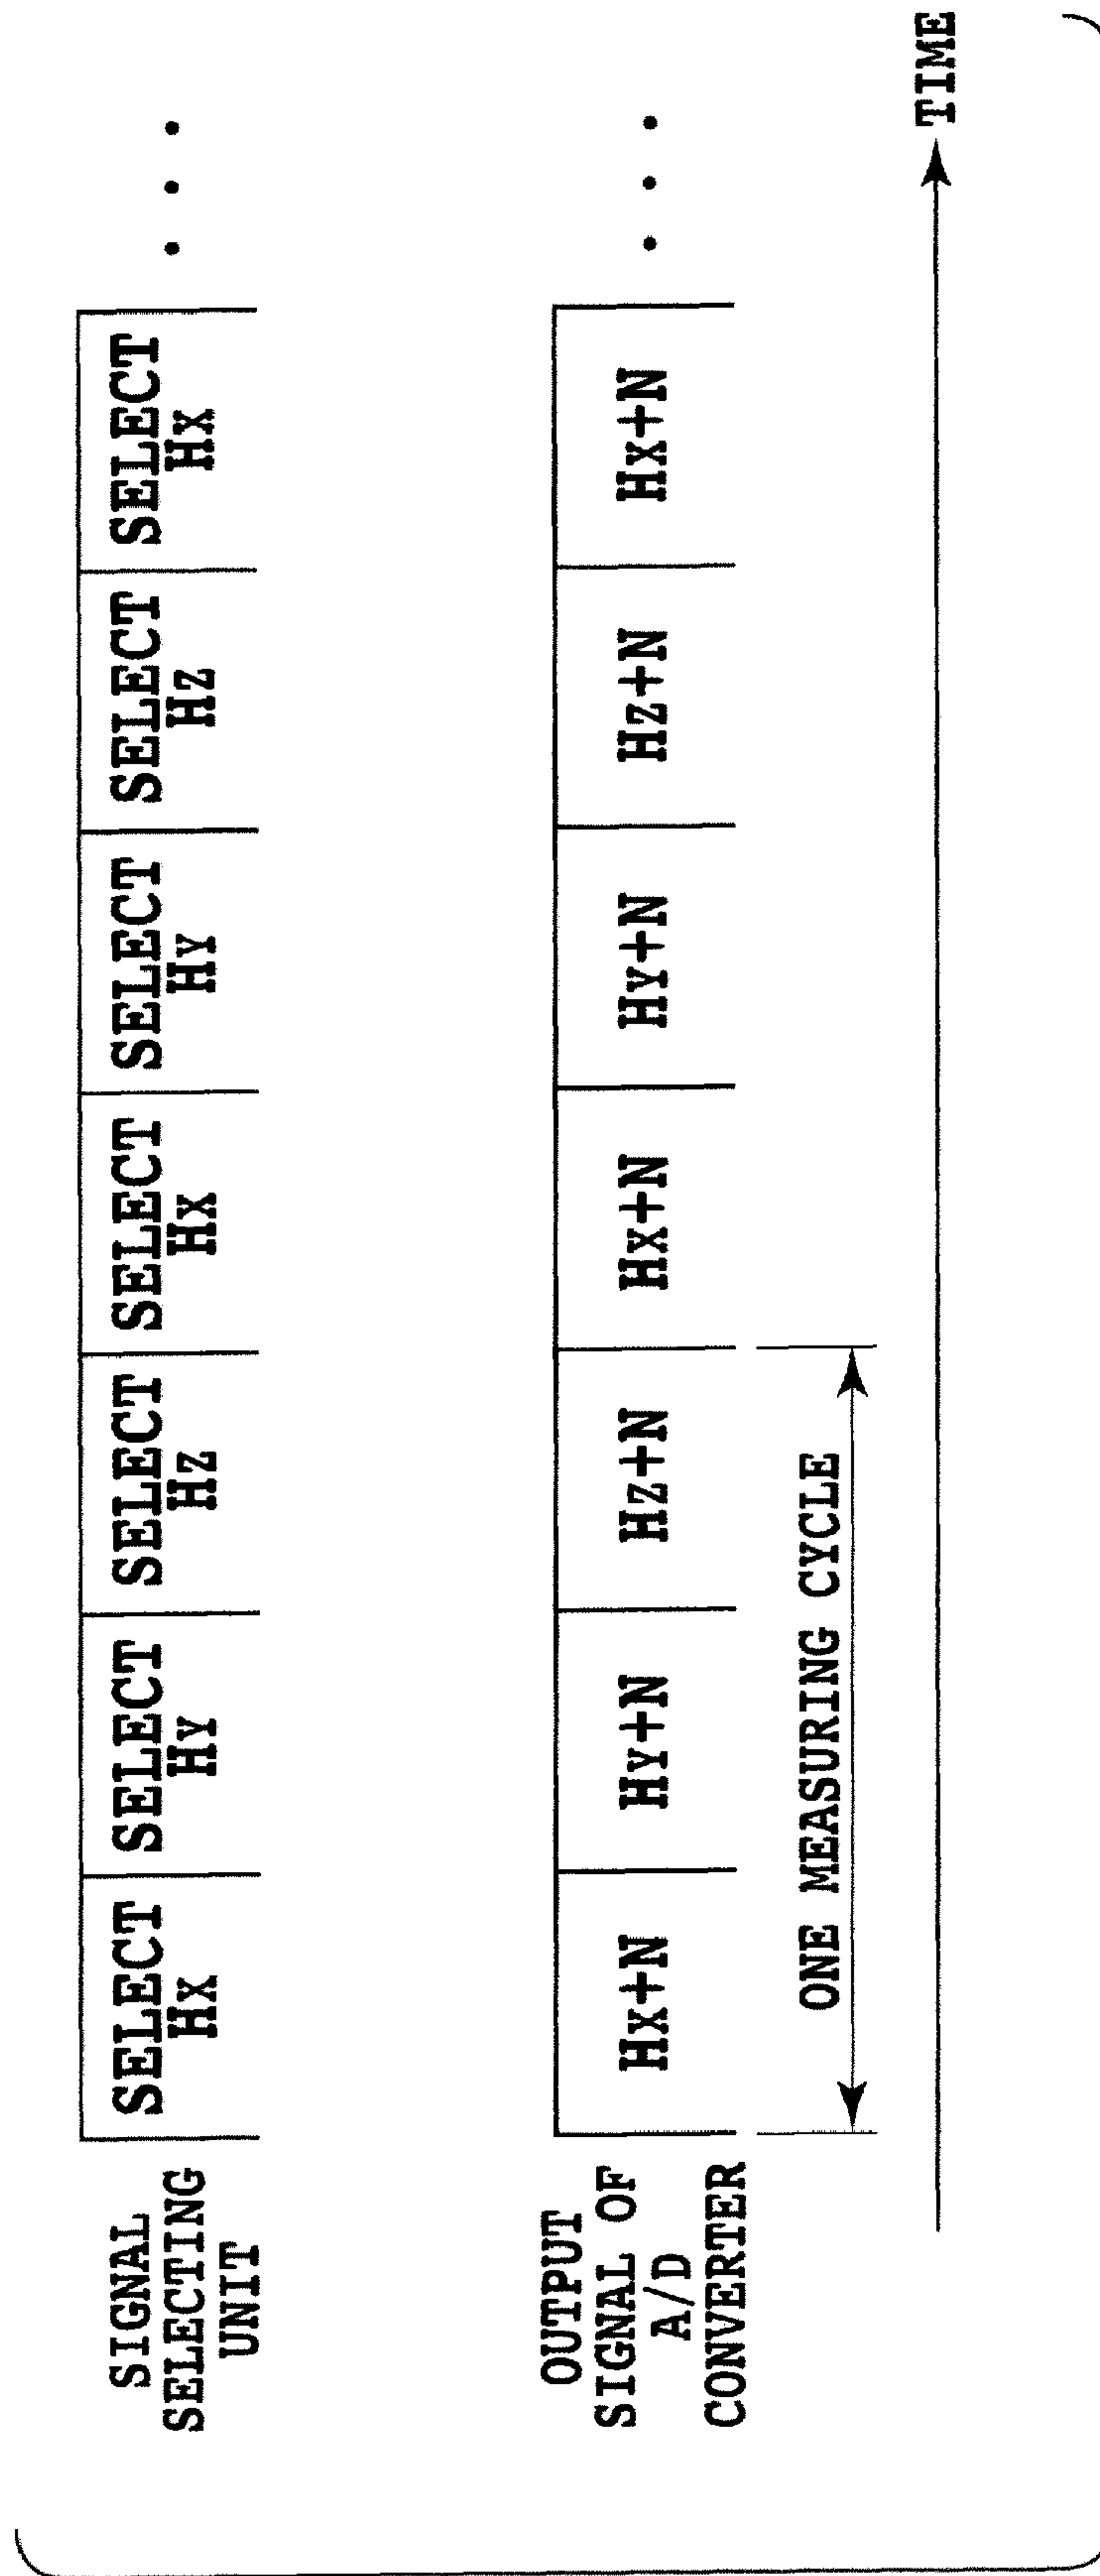 SIGNAL
SELECTING
UNIT
SELECT
Hx
SELECT
Hy
SELECT
Hz
SELECT
Hx
SELECT
Hy
SELECT
Hz
SELECT
Hx
OUTPUT
SIGNAL OF
A/D
CONVERTER
Hx+N
Hy+N
Hz+N
Hx+N
Hy+N
Hz+N
Hx+N
ONE MEASURING CYCLE
TIME